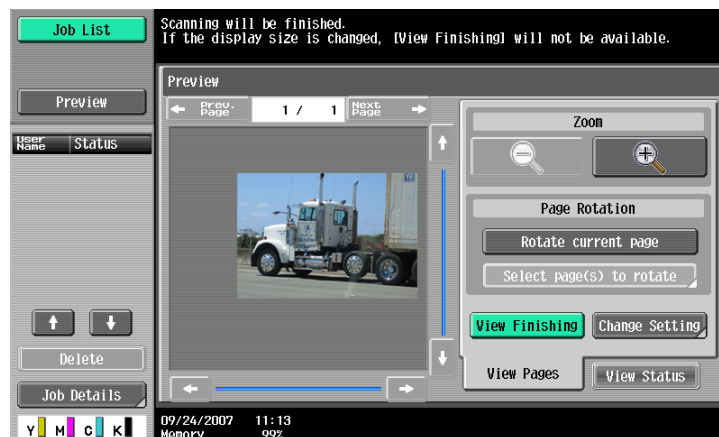 Job List
Scanning will be finished.
If the display size is changed, [View Finishing] will not be available.
Preview
Preview
Prev. Page
1 / 1
Next Page
User Name
Status
Zoom
Page Rotation
Rotate current page
Select page(s) to rotate
View Finishing
Change Setting
Delete
View Pages
View Status
Job Details
Y M C K
09/24/2007 11:13
Memory 99%